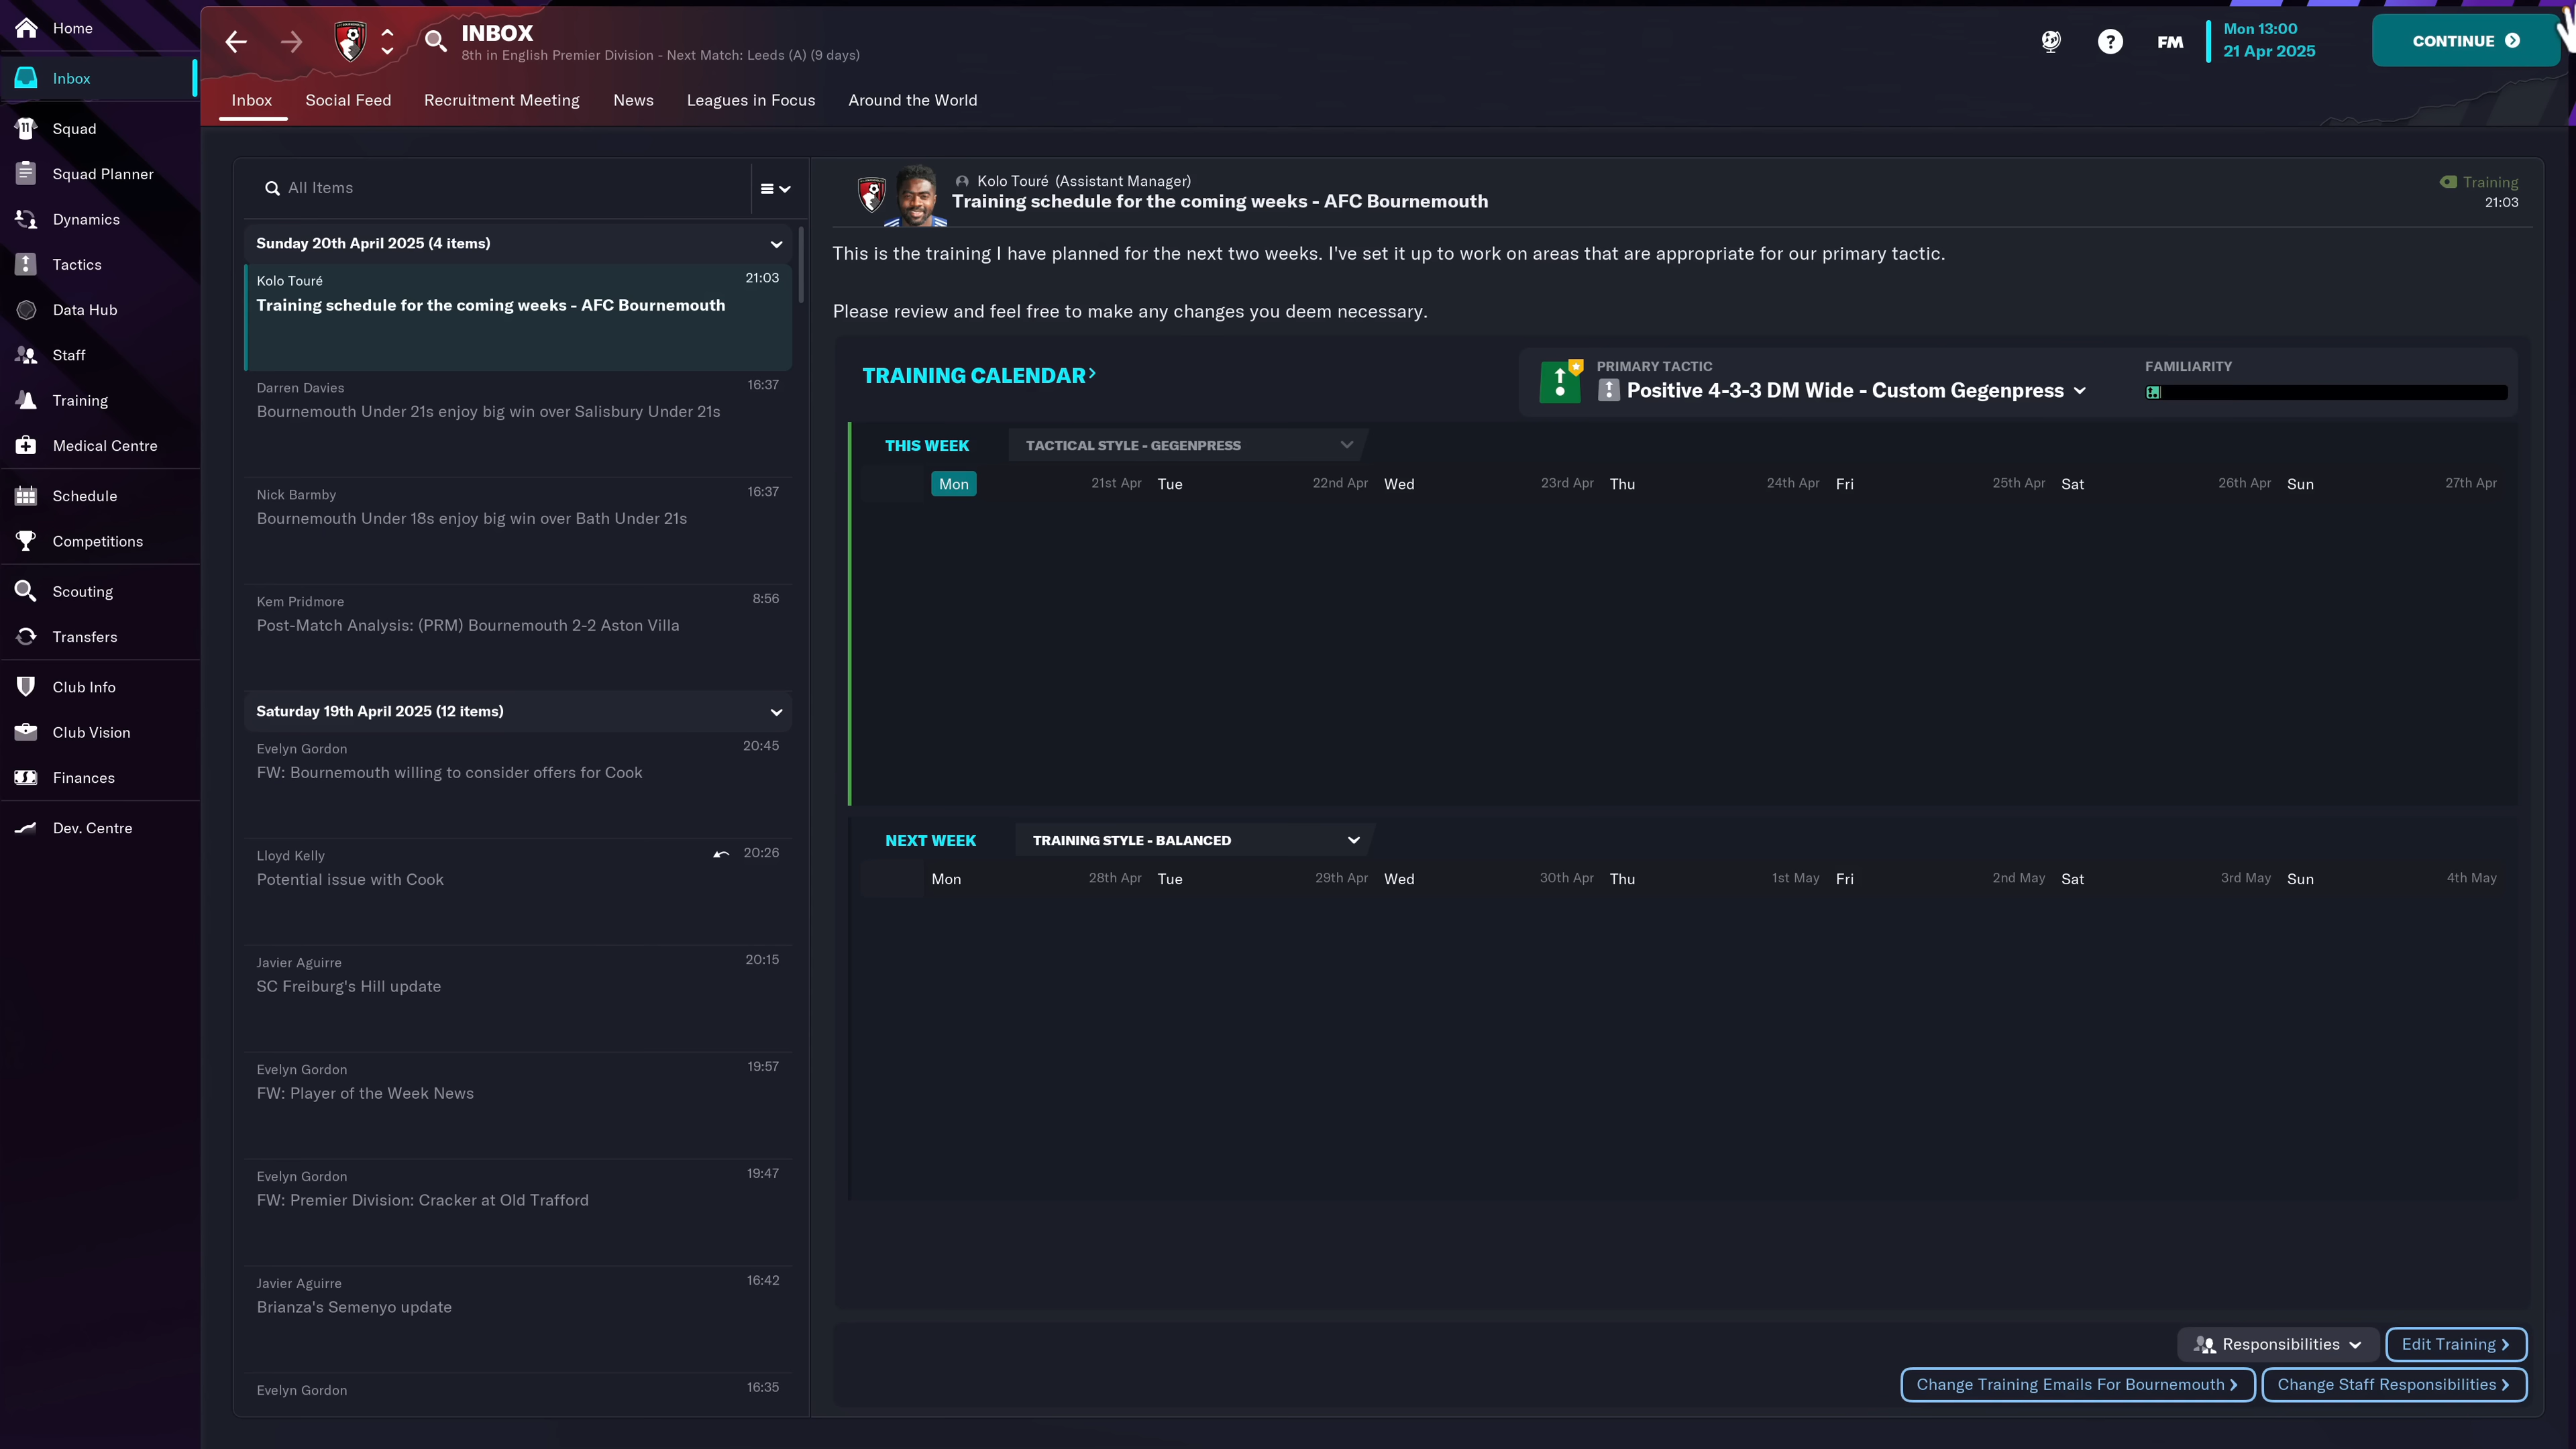 Home
Inbox
Squad
Squad Planner
Dynamics
Tactics
Data Hub
Staff
Training
Medical Centre
Schedule
Competitions
Scouting
Transfers
Club Info
Club Vision
Finances
Dev. Centre
INBOX
8th in English Premier Division - Next Match: Leeds (A) (9 days)
FM
Mon 13:00
21 Apr 2025
CONTINUE
Inbox Social Feed Recruitment Meeting News Leagues in Focus Around the World
All Items
Sunday 20th April 2025 (4 items)
Kolo Touré 21:03
Training schedule for the coming weeks - AFC Bournemouth
Darren Davies 16:37
Bournemouth Under 21s enjoy big win over Salisbury Under 21s
Nick Barmby 16:37
Bournemouth Under 18s enjoy big win over Bath Under 21s
Kem Pridmore 8:56
Post-Match Analysis: (PRM) Bournemouth 2-2 Aston Villa
Saturday 19th April 2025 (12 items)
Evelyn Gordon 20:45
FW: Bournemouth willing to consider offers for Cook
Lloyd Kelly 20:26
Potential issue with Cook
Javier Aguirre 20:15
SC Freiburg's Hill update
Evelyn Gordon 19:57
FW: Player of the Week News
Evelyn Gordon 19:47
FW: Premier Division: Cracker at Old Trafford
Javier Aguirre 16:42
Brianza's Semenyo update
Evelyn Gordon 16:35
Kolo Touré (Assistant Manager)
Training schedule for the coming weeks - AFC Bournemouth
Training
21:03
This is the training I have planned for the next two weeks. I've set it up to work on areas that are appropriate for our primary tactic.
Please review and feel free to make any changes you deem necessary.
TRAINING CALENDAR
PRIMARY TACTIC
Positive 4-3-3 DM Wide - Custom Gegenpress
FAMILIARITY
THIS WEEK TACTICAL STYLE - GEGENPRESS
Mon 21st Apr Tue 22nd Apr Wed 23rd Apr Thu 24th Apr Fri 25th Apr Sat 26th Apr Sun 27th Apr
NEXT WEEK TRAINING STYLE - BALANCED
Mon 28th Apr Tue 29th Apr Wed 30th Apr Thu 1st May Fri 2nd May Sat 3rd May Sun 4th May
Responsibilities Edit Training
Change Training Emails For Bournemouth Change Staff Responsibilities